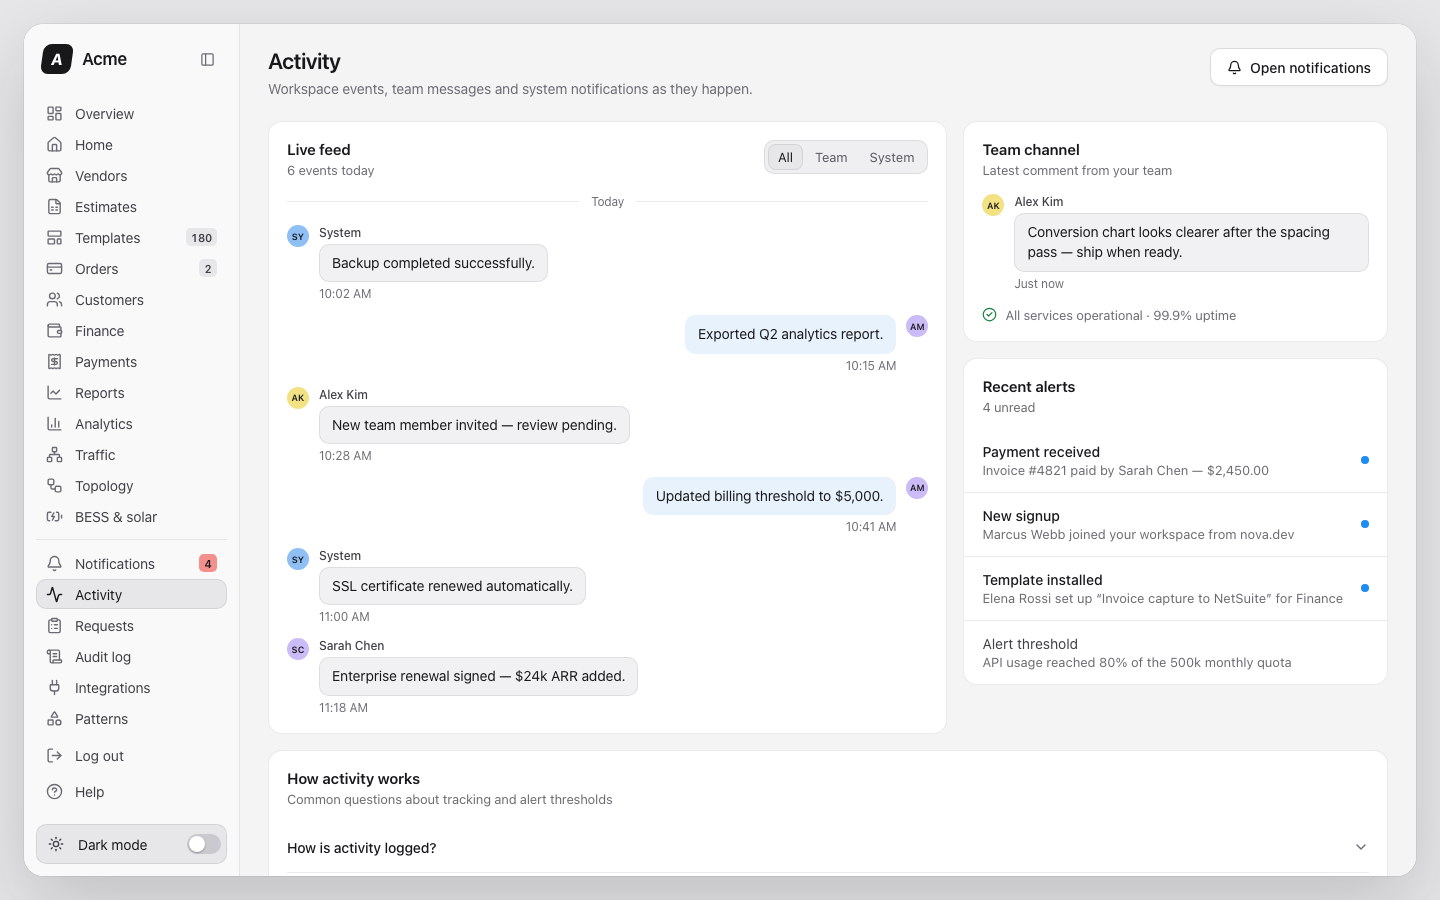 A Acme
Overview
Home
Vendors
Estimates
Templates 180
Orders 2
Customers
Finance
Payments
Reports
Analytics
Traffic
Topology
BESS & solar
Notifications 4
Activity
Requests
Audit log
Integrations
Patterns
Log out
Help
Dark mode
Activity
Workspace events, team messages and system notifications as they happen.
Open notifications
Live feed
6 events today
All Team System
Today
SY System
Backup completed successfully.
10:02 AM
Exported Q2 analytics report. AM
10:15 AM
AK Alex Kim
New team member invited — review pending.
10:28 AM
Updated billing threshold to $5,000. AM
10:41 AM
SY System
SSL certificate renewed automatically.
11:00 AM
SC Sarah Chen
Enterprise renewal signed — $24k ARR added.
11:18 AM
Team channel
Latest comment from your team
AK Alex Kim
Conversion chart looks clearer after the spacing
pass — ship when ready.
Just now
All services operational · 99.9% uptime
Recent alerts
4 unread
Payment received
Invoice #4821 paid by Sarah Chen — $2,450.00
New signup
Marcus Webb joined your workspace from nova.dev
Template installed
Elena Rossi set up “Invoice capture to NetSuite” for Finance
Alert threshold
API usage reached 80% of the 500k monthly quota
How activity works
Common questions about tracking and alert thresholds
How is activity logged?